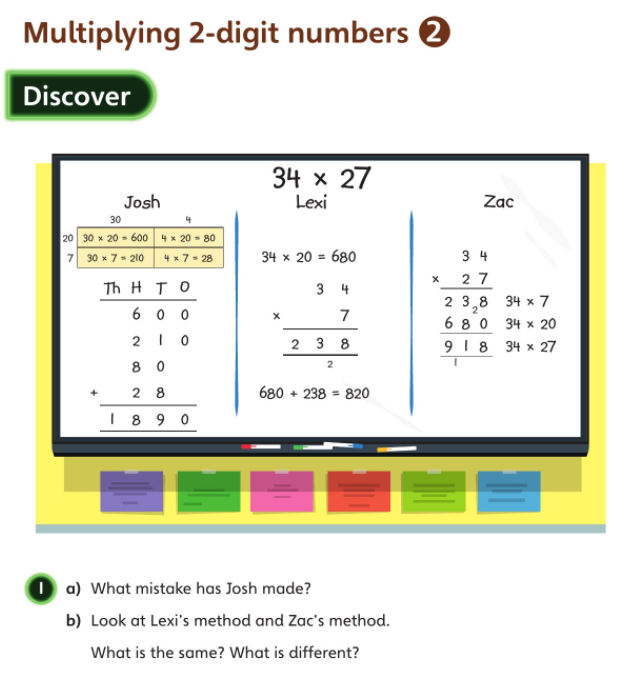 Multiplying 2-digit numbers 2
Discover
34 × 27
Josh
30 4
20 30 × 20 = 600 4 × 20 = 80
7 30 × 7 = 210 4 × 7 = 28
Th H T O
6 0 0
2 1 0
8 0
+ 2 8
1 8 9 0
Lexi
34 × 20 = 680
3 4
× 7
2 3 8
2
680 + 238 = 820
Zac
3 4
× 2 7
2 3 2 8 34 × 7
6 8 0 34 × 20
9 1 8 34 × 27
1
1 a) What mistake has Josh made?
b) Look at Lexi's method and Zac's method.
What is the same? What is different?